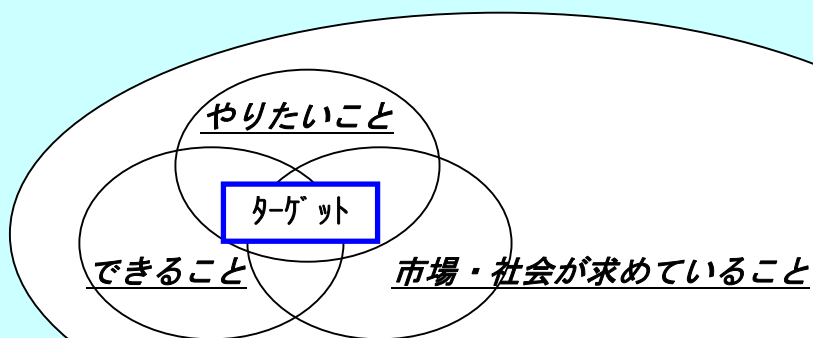 やりたいこと
ﾀｰｹﾞｯﾄ
できること
市場・社会が求めていること